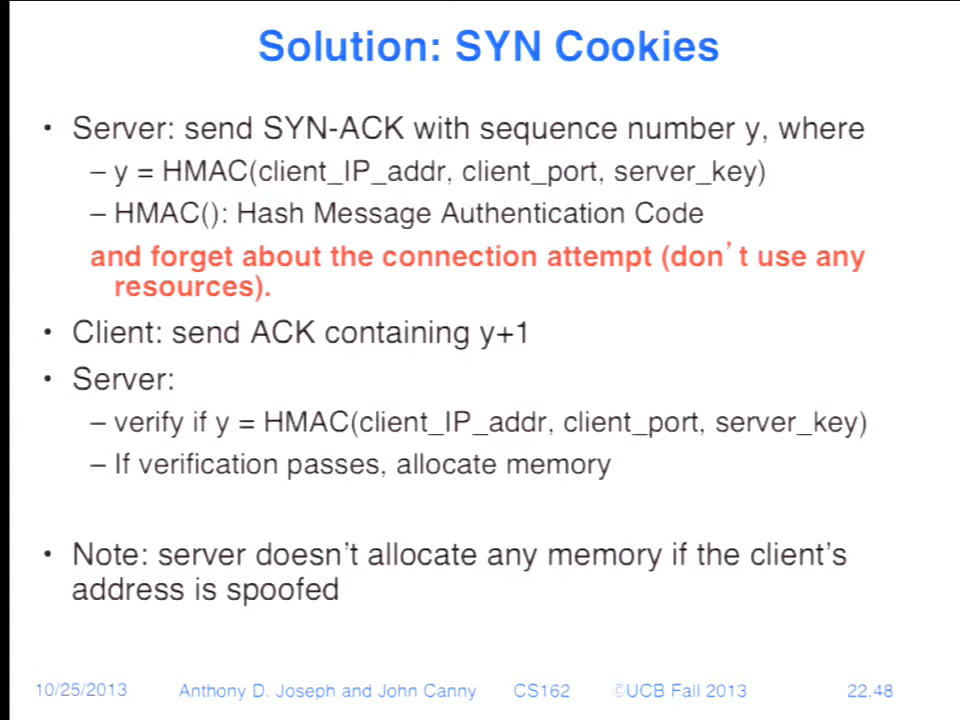 Solution: SYN Cookies
• Server: send SYN-ACK with sequence number y, where
– y = HMAC(client_IP_addr, client_port, server_key)
– HMAC(): Hash Message Authentication Code
and forget about the connection attempt (don't use any
resources).
• Client: send ACK containing y+1
• Server:
– verify if y = HMAC(client_IP_addr, client_port, server_key)
– If verification passes, allocate memory
• Note: server doesn't allocate any memory if the client's
address is spoofed
10/25/2013 Anthony D. Joseph and John Canny CS162 ©UCB Fall 2013 22.48